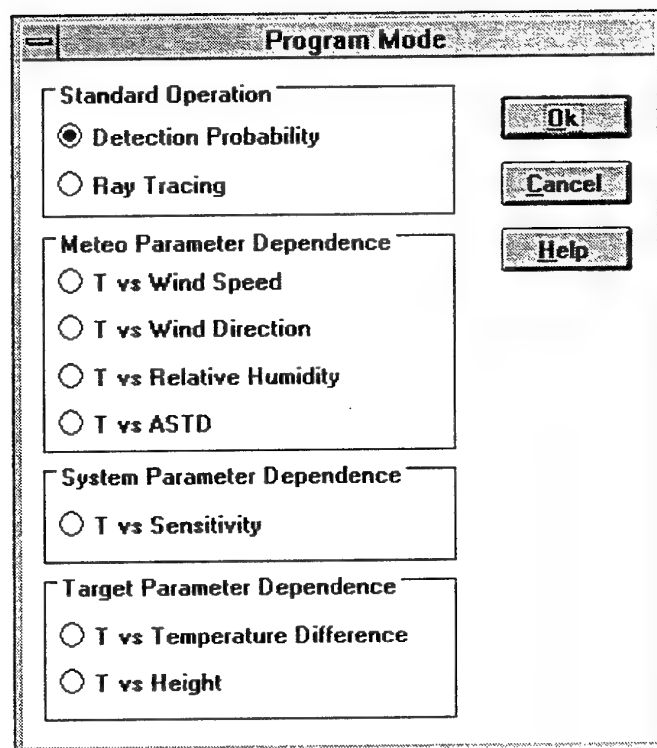 Program Mode
Standard Operation
Detection Probability
Ray Tracing
Meteo Parameter Dependence
T vs Wind Speed
T vs Wind Direction
T vs Relative Humidity
T vs ASTD
System Parameter Dependence
T vs Sensitivity
Target Parameter Dependence
T vs Temperature Difference
T vs Height
Ok
Cancel
Help